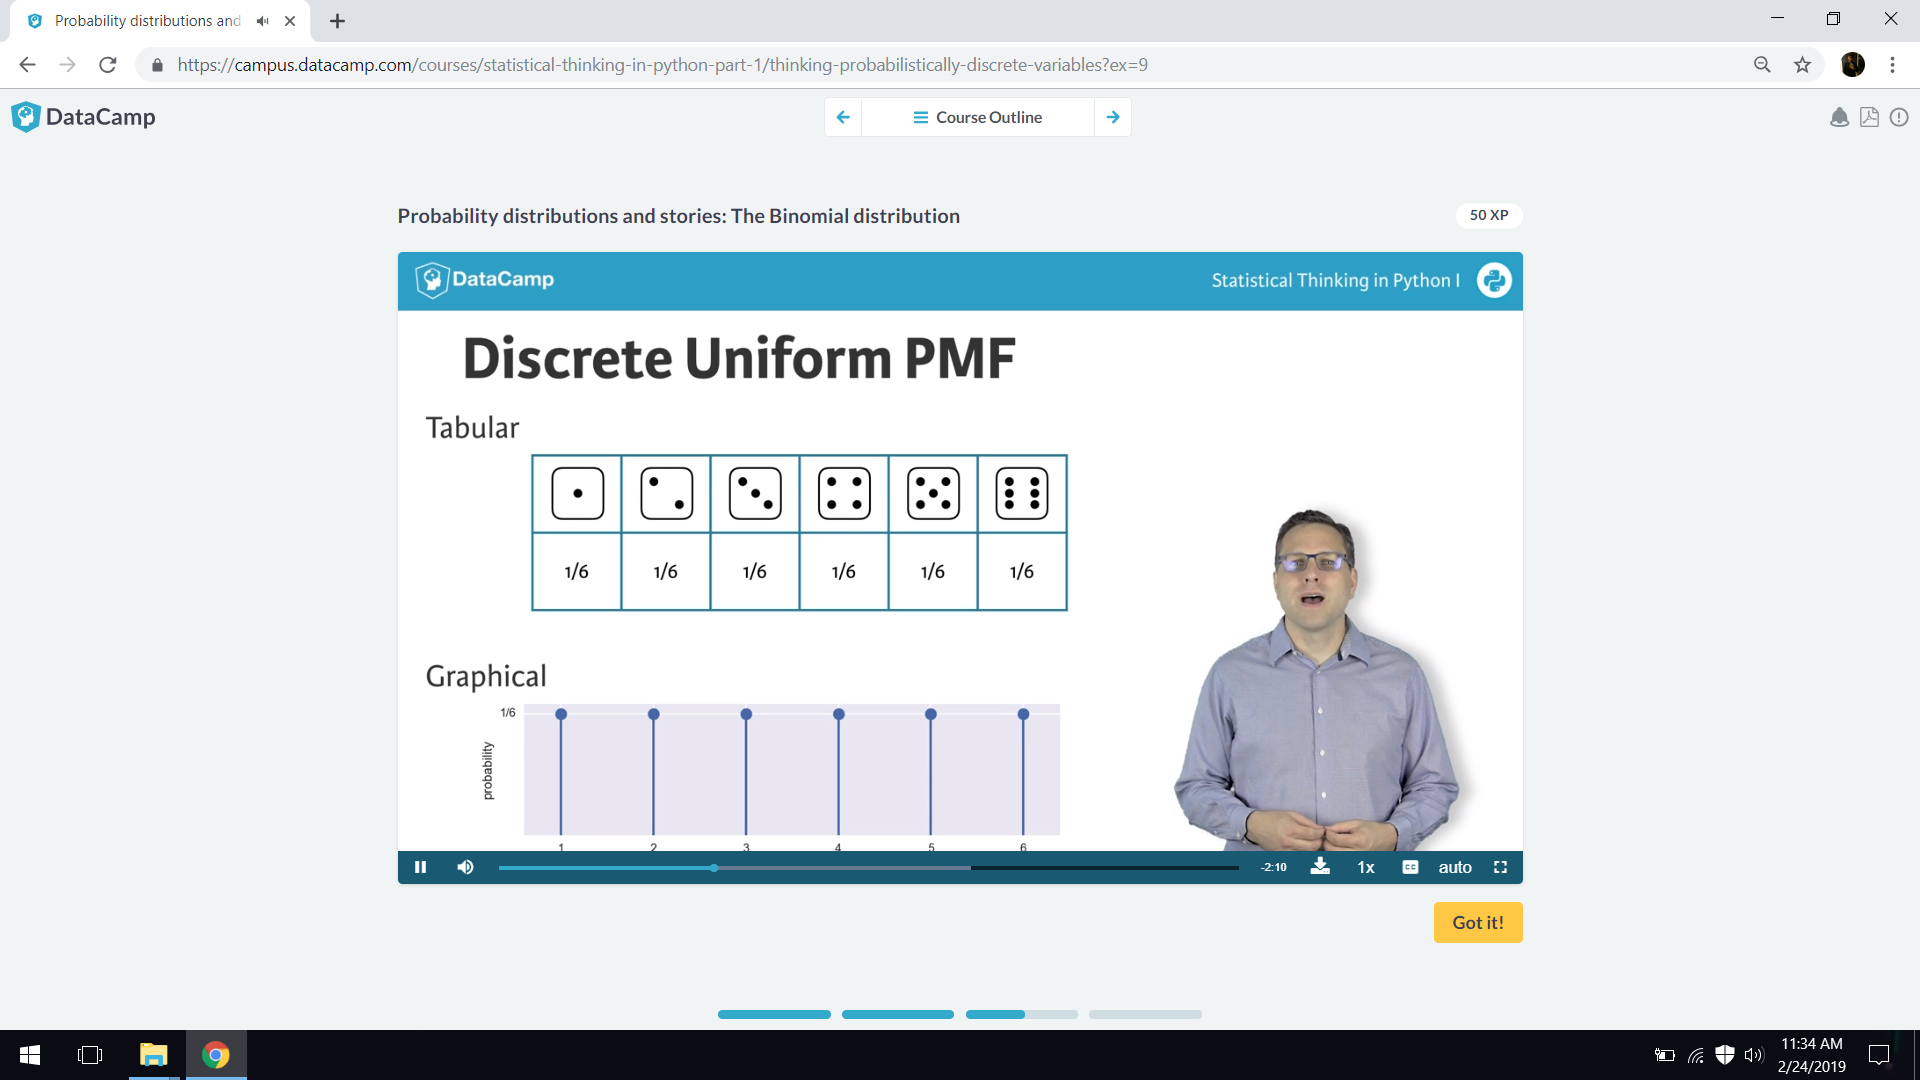 Probability distributions and
https://campus.datacamp.com/courses/statistical-thinking-in-python-part-1/thinking-probabilistically-discrete-variables?ex=9
DataCamp
Course Outline
Probability distributions and stories: The Binomial distribution
50 XP
DataCamp
Statistical Thinking in Python I
Discrete Uniform PMF
Tabular
1/6 1/6 1/6 1/6 1/6 1/6
Graphical
1/6
probability
1 2 3 4 5 6
-2:10
1x
CC
auto
Got it!
11:34 AM
2/24/2019